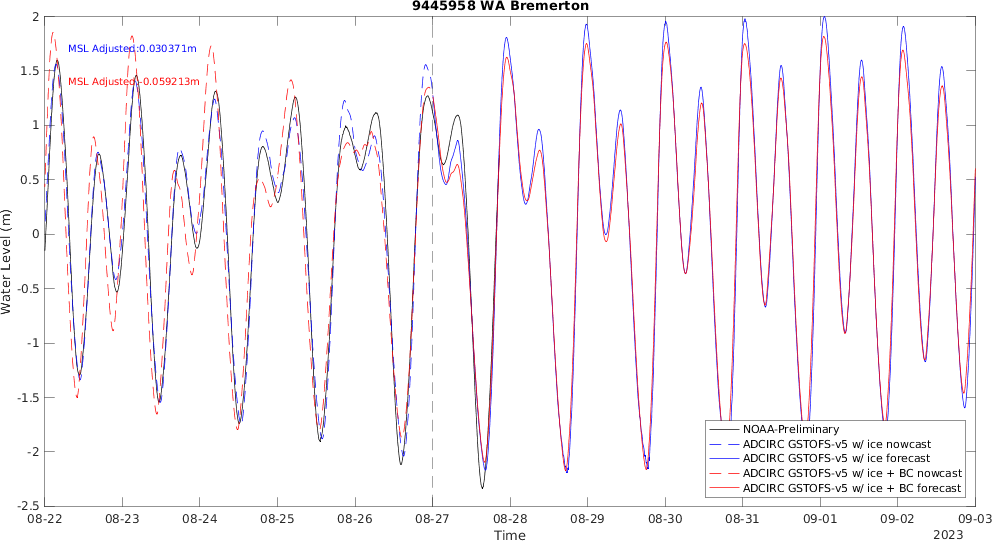 9445958 WA Bremerton
MSL Adjusted:0.030371m
MSL Adjusted:-0.059213m
Water Level (m)
2
1.5
1
0.5
0
-0.5
-1
-1.5
-2
-2.5
NOAA-Preliminary
ADCIRC GSTOFS-v5 w/ ice nowcast
ADCIRC GSTOFS-v5 w/ ice forecast
ADCIRC GSTOFS-v5 w/ ice + BC nowcast
ADCIRC GSTOFS-v5 w/ ice + BC forecast
08-22 08-23 08-24 08-25 08-26 08-27 08-28 08-29 08-30 08-31 09-01 09-02 09-03
Time
2023